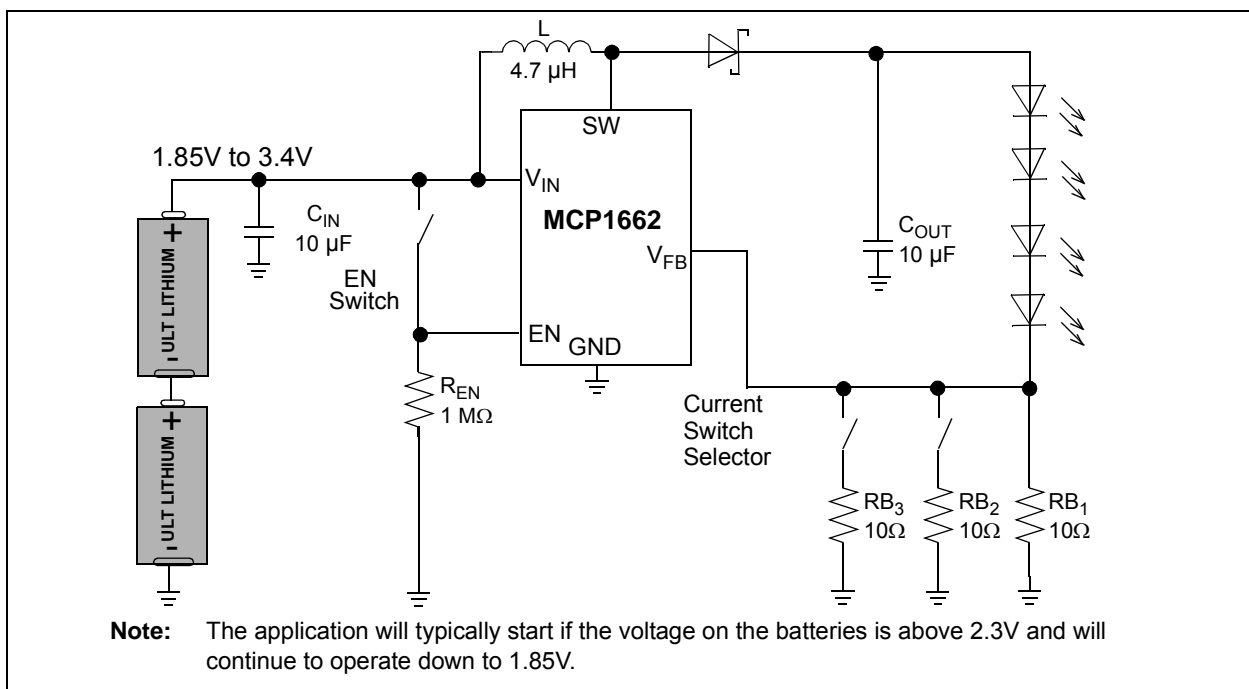 L
4.7 µH
SW
1.85V to 3.4V
V_IN
MCP1662
C_IN
10 µF
C_OUT
10 µF
V_FB
EN
Switch
EN
GND
+ ULT LITHIUM -
R_EN
1 MΩ
Current
Switch
Selector
+ ULT LITHIUM -
RB_3
10Ω
RB_2
10Ω
RB_1
10Ω
Note: The application will typically start if the voltage on the batteries is above 2.3V and will
continue to operate down to 1.85V.